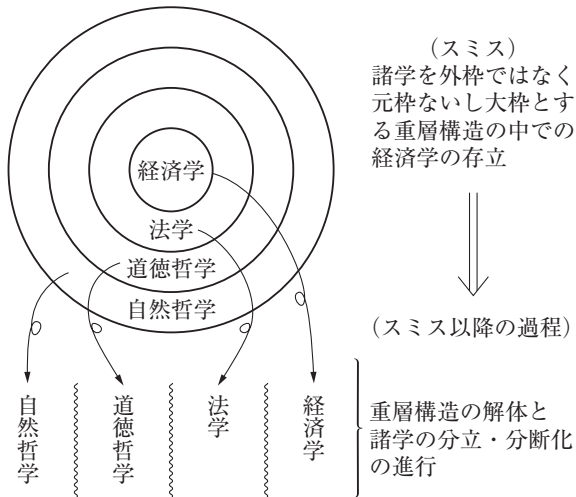 経済学
法学
道徳哲学
自然哲学
(スミス)
諸学を外枠ではなく
元枠ないし大枠とす
る重層構造の中での
経済学の存立
(スミス以降の過程)
自然哲学
道徳哲学
法学
経済学
重層構造の解体と
諸学の分立・分断化
の進行